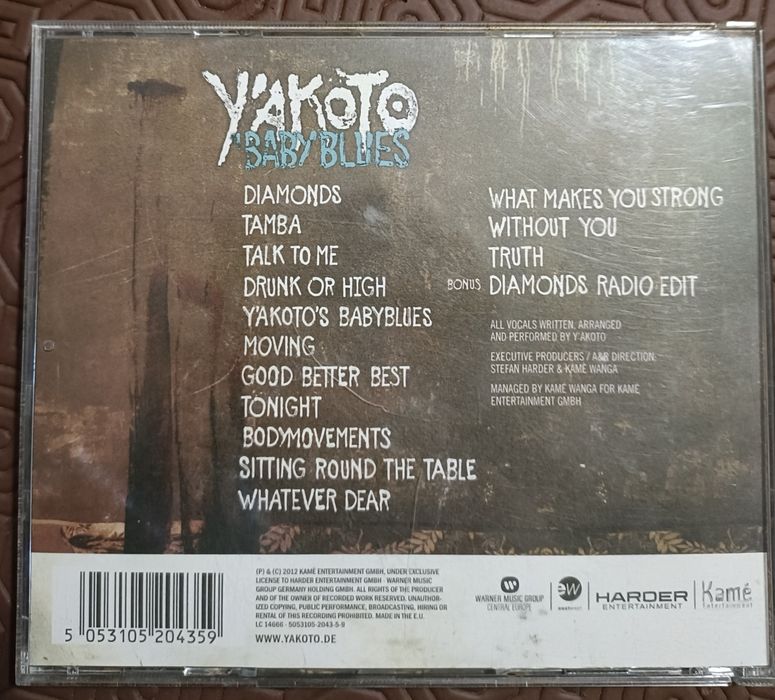 Y'AKOTO
'BABYBLUES
DIAMONDS
TAMBA
TALK TO ME
DRUNK OR HIGH
Y'AKOTO'S BABYBLUES
MOVING
GOOD BETTER BEST
TONIGHT
BODYMOVEMENTS
SITTING ROUND THE TABLE
WHATEVER DEAR
WHAT MAKES YOU STRONG
WITHOUT YOU
TRUTH
BONUS DIAMONDS RADIO EDIT
ALL VOCALS WRITTEN, ARRANGED
AND PERFORMED BY Y'AKOTO
EXECUTIVE PRODUCERS / A&R DIRECTION:
STEFAN HARDER & KAMÉ WANGA
MANAGED BY KAMÉ WANGA FOR KAMÉ
ENTERTAINMENT GMBH
5 053105 204359
(P) & (C) 2012 KAMÉ ENTERTAINMENT GMBH, UNDER EXCLUSIVE
LICENSE TO HARDER ENTERTAINMENT GMBH · WARNER MUSIC
GROUP GERMANY HOLDING GMBH. ALL RIGHTS OF THE PRODUCER
AND OF THE OWNER OF RECORDED WORK RESERVED. UNAUTHOR-
IZED COPYING, PUBLIC PERFORMANCE, BROADCASTING, HIRING OR
RENTAL OF THIS RECORDING PROHIBITED. MADE IN THE E.U.
LC 14666 · 5053105-2043-5-9
WWW.YAKOTO.DE
WARNER MUSIC GROUP
CENTRAL EUROPE
ew
HARDER
ENTERTAINMENT
Kamé
Entertainment